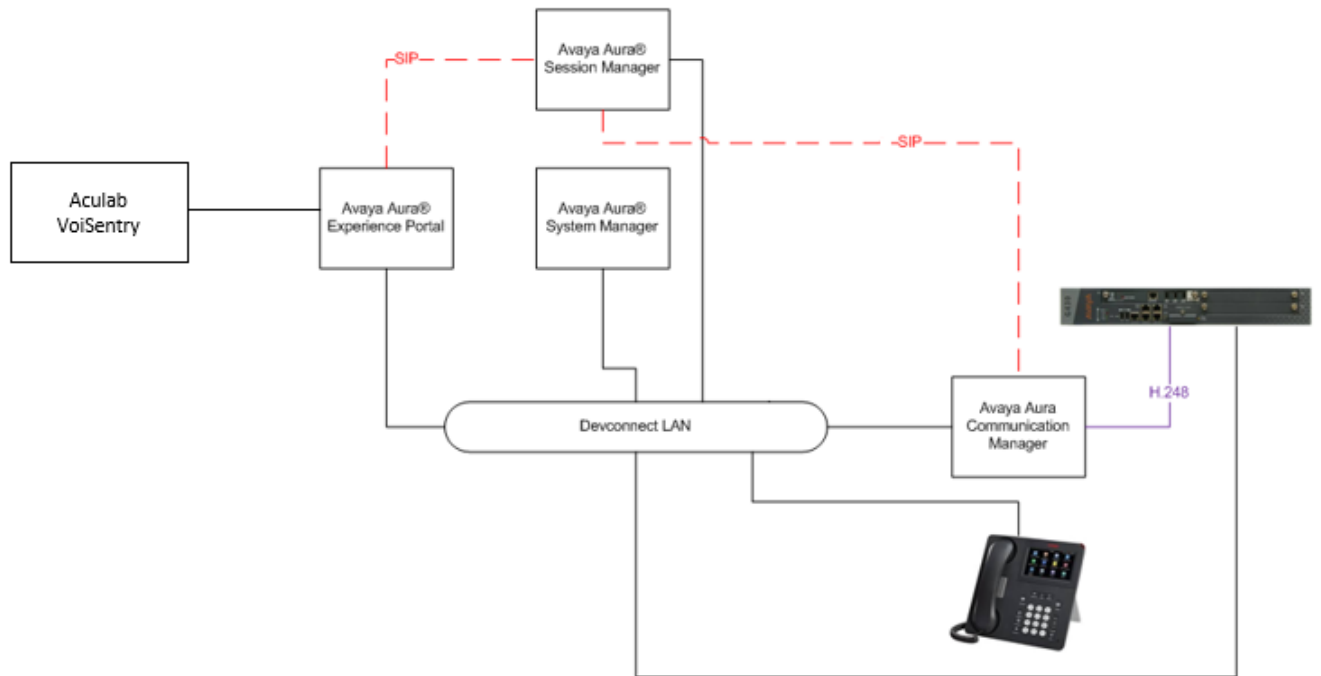 Avaya Aura®
Session Manager
SIP
SIP
Aculab
VoiSentry
Avaya Aura®
Experience Portal
Avaya Aura®
System Manager
H.248
Avaya Aura
Communication
Manager
Devconnect LAN